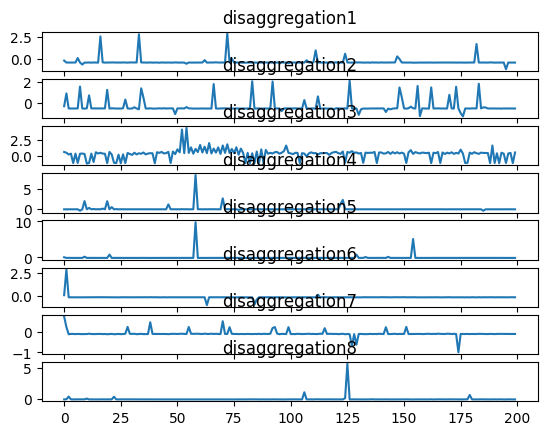 disaggregation1
2.5
0.0
disaggregation2
2
0
disaggregation3
2.5
0.0
disaggregation4
5
0
disaggregation5
10
0
disaggregation6
2.5
0.0
disaggregation7
0
−1
disaggregation8
5
0
0 25 50 75 100 125 150 175 200